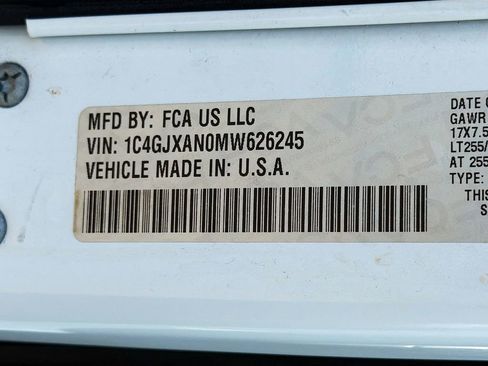 MFD BY: FCA US LLC
VIN: 1C4GJXAN0MW626245
VEHICLE MADE IN: U.S.A.
DATE O
GAWR
17X7.5
LT255/
AT 255
TYPE:
THIS
S